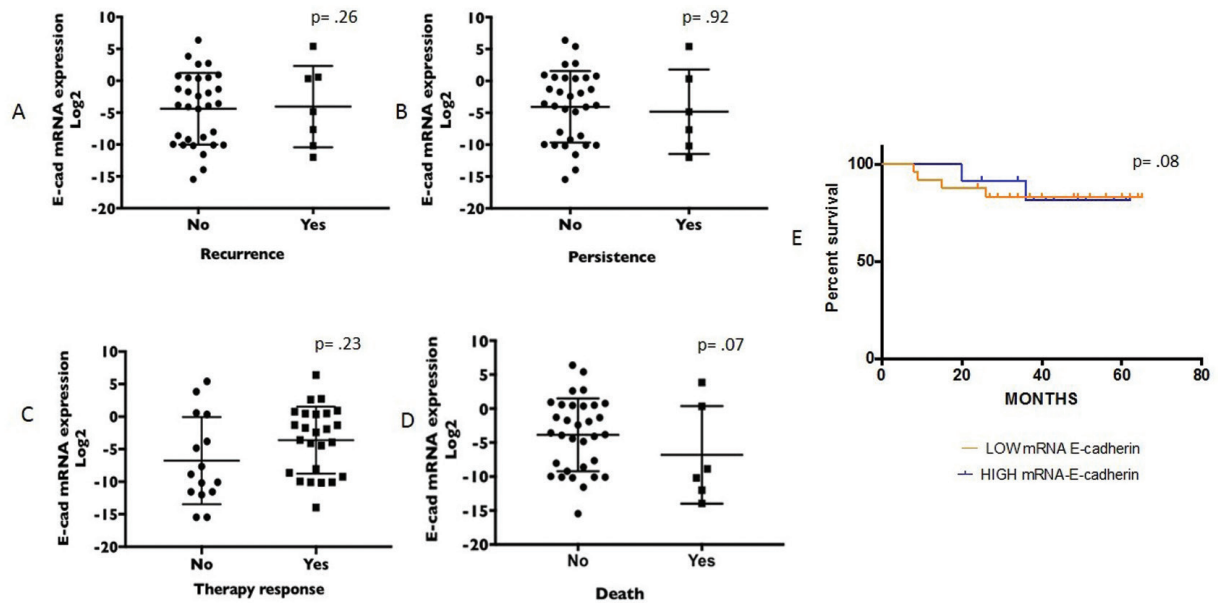 A
E-cad mRNA expression
Log2
10
5
0
-5
-10
-15
-20
p= .26
No
Yes
Recurrence
B
E-cad mRNA expression
Log2
10
5
0
-5
-10
-15
-20
p= .92
No
Yes
Persistence
C
E-cad mRNA expression
Log2
10
5
0
-5
-10
-15
-20
p= .23
No
Yes
Therapy response
D
E-cad mRNA expression
Log2
10
5
0
-5
-10
-15
-20
p= .07
No
Yes
Death
E
Percent survival
100
50
0
p= .08
0
20
40
60
80
MONTHS
LOW mRNA E-cadherin
HIGH mRNA-E-cadherin